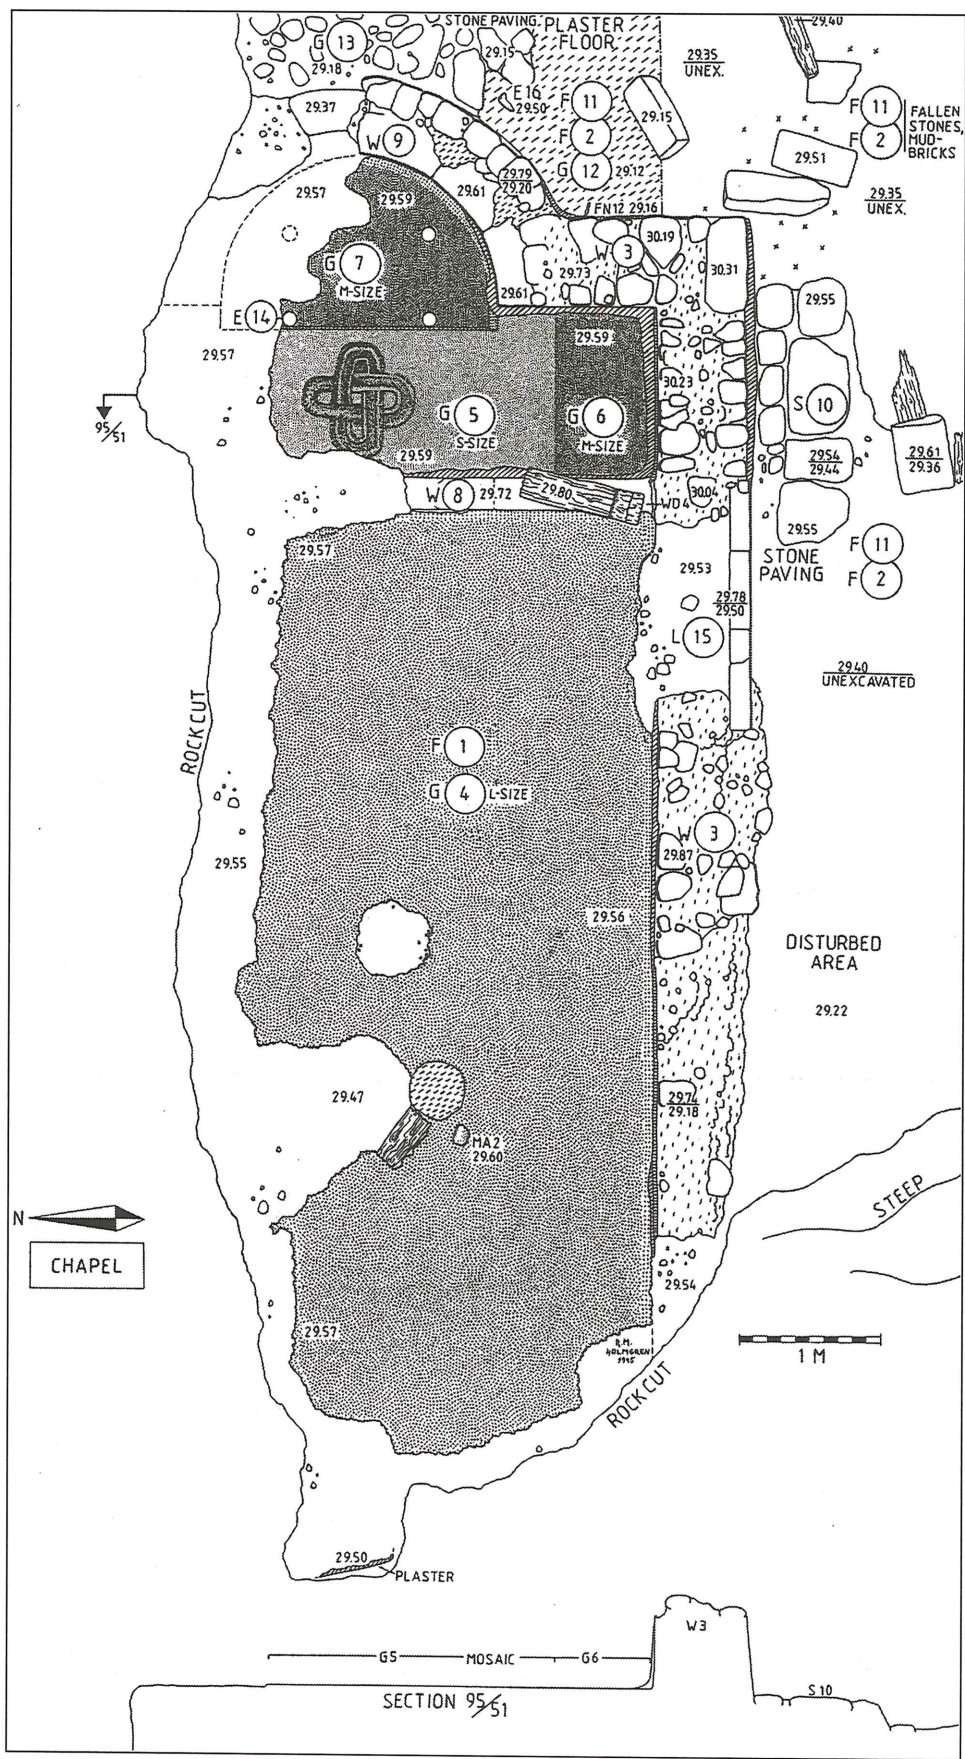 STONE PAVING.
PLASTER
FLOOR
29.40
G 13
29.18
29.15
29.35
UNEX.
E 16
29.50
29.37
F 11
F 2
G 12
29.12
29.15
F 11
F 2
FALLEN
STONES,
MUD-
BRICKS
W 9
29.51
29.79
29.20
29.57
29.59
29.61
29.35
UNEX.
FN12 29.16
30.19
W 3
29.73
30.31
G 7
M-SIZE
29.61
29.55
E 14
29.57
29.59
30.23
95/51
G 5
S-SIZE
G 6
M-SIZE
S 10
29.59
29.54
29.44
29.61
29.36
W 8
29.72
29.80
WD4
30.04
29.55
29.57
STONE
PAVING
F 11
F 2
29.53
29.78
29.50
L 15
29.40
UNEXCAVATED
ROCKCUT
F 1
G 4
L-SIZE
W 3
29.87
29.55
29.56
DISTURBED
AREA
29.22
29.47
29.74
29.18
MA2
29.60
STEEP
N
CHAPEL
29.54
29.57
R.M.
HOLMGREN
1995
1 M
ROCKCUT
29.50
PLASTER
W3
G5 MOSAIC G6
SECTION 95/51
S 10